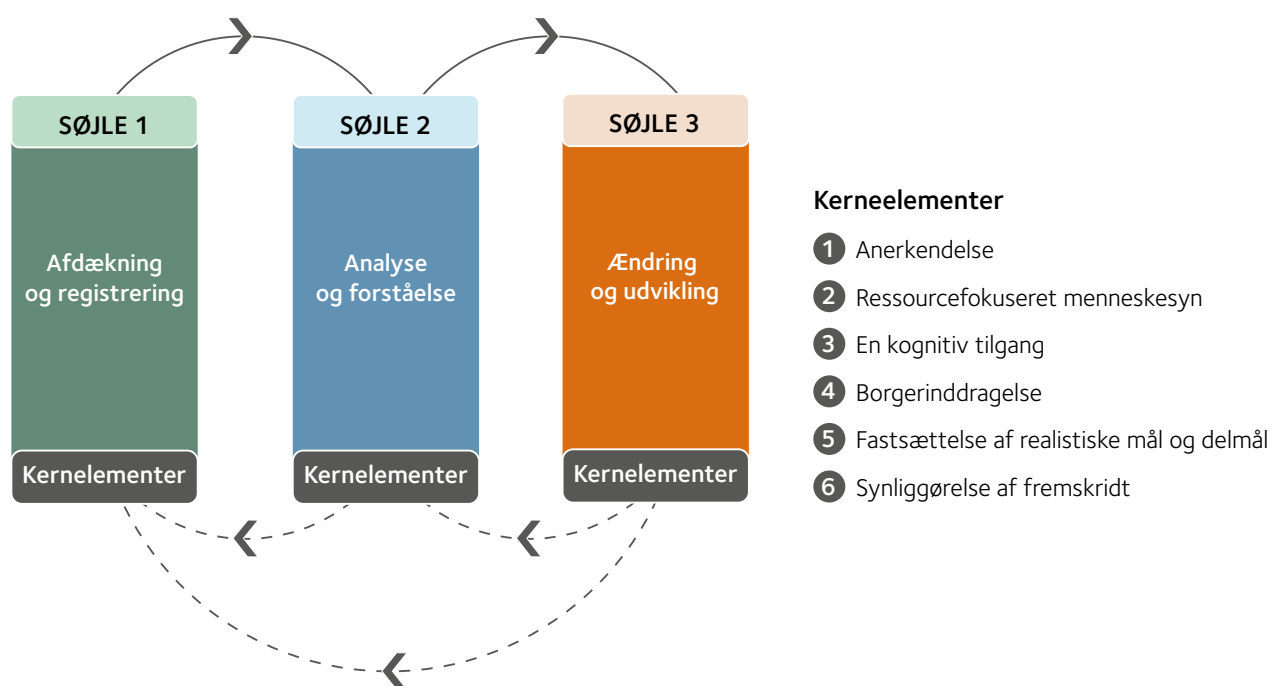 SØJLE 1
Afdækning
og registrering
Kernelementer
SØJLE 2
Analyse
og forståelse
Kernelementer
SØJLE 3
Ændring
og udvikling
Kernelementer
Kerneelementer
1 Anerkendelse
2 Ressourcefokuseret menneskesyn
3 En kognitiv tilgang
4 Borgerinddragelse
5 Fastsættelse af realistiske mål og delmål
6 Synliggørelse af fremskridt